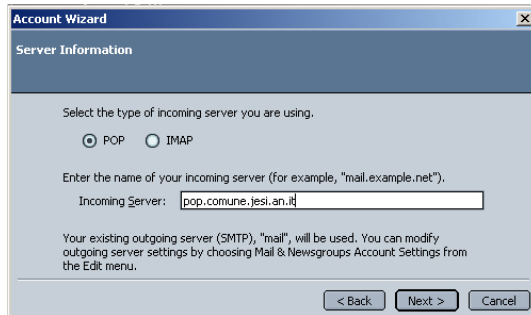 Account Wizard
Server Information
Select the type of incoming server you are using.
POP IMAP
Enter the name of your incoming server (for example, "mail.example.net").
Incoming Server: pop.comune.jesi.an.it
Your existing outgoing server (SMTP), "mail", will be used. You can modify
outgoing server settings by choosing Mail & Newsgroups Account Settings from
the Edit menu.
< Back Next > Cancel